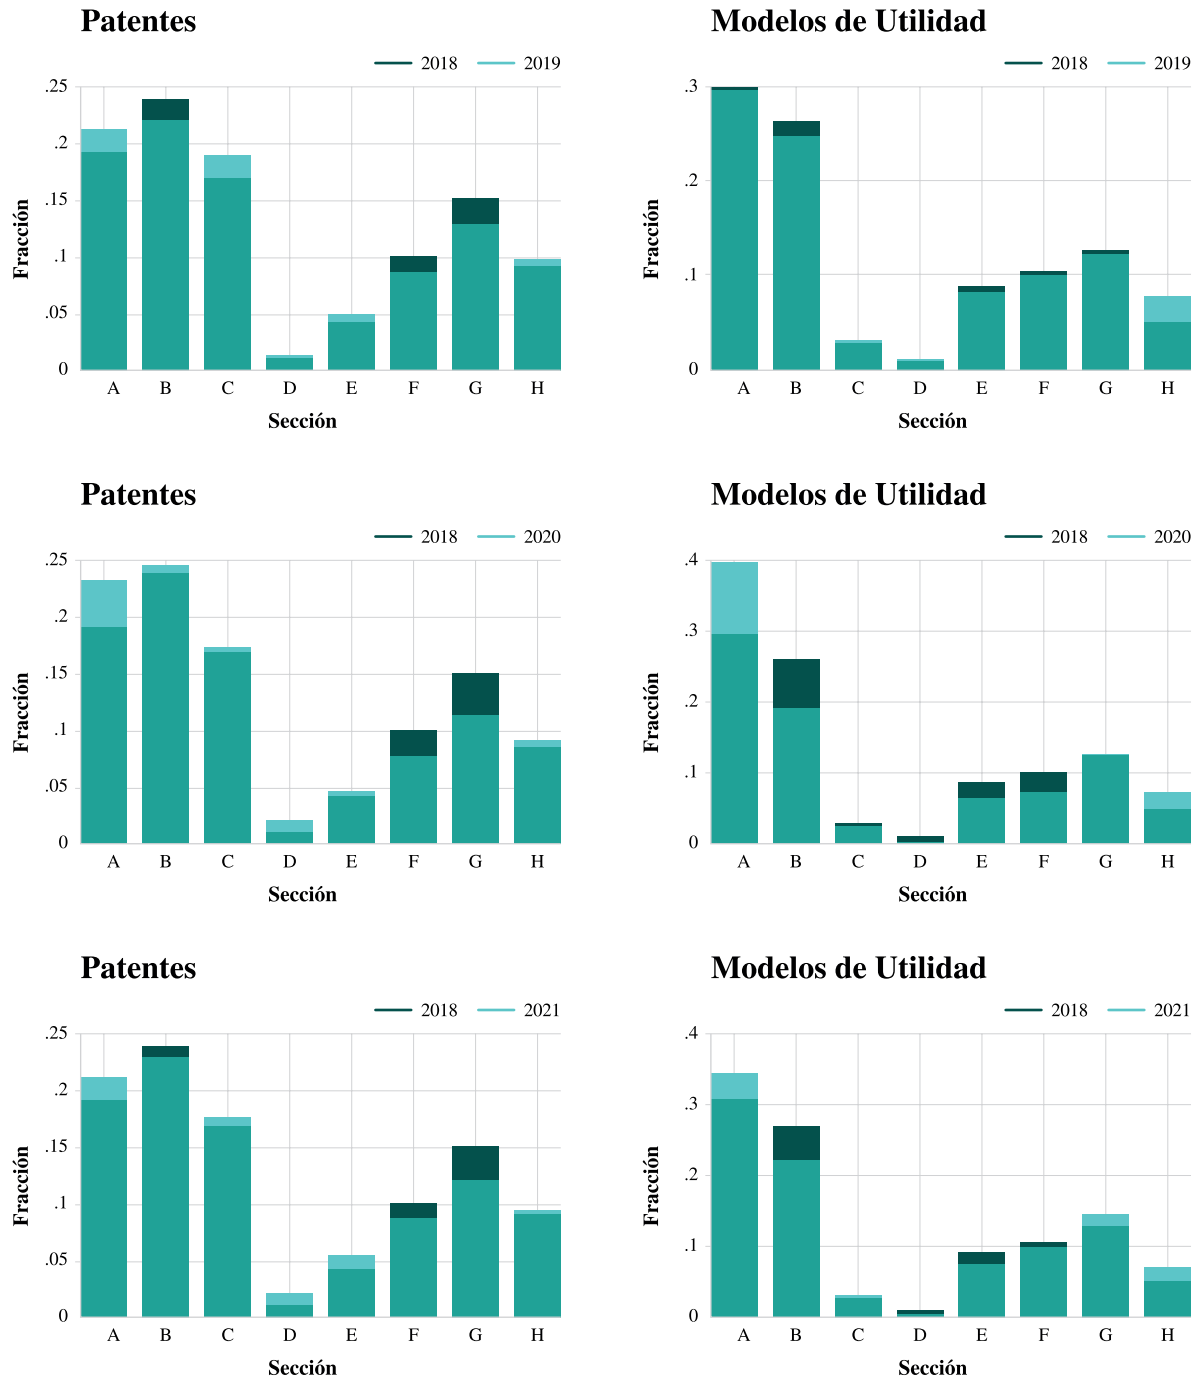 Patentes
2018 2019
.25
.2
.15
.1
.05
0
Fracción
A B C D E F G H
Sección
Modelos de Utilidad
2018 2019
.3
.2
.1
0
Fracción
A B C D E F G H
Sección
Patentes
2018 2020
.25
.2
.15
.1
.05
0
Fracción
A B C D E F G H
Sección
Modelos de Utilidad
2018 2020
.4
.3
.2
.1
0
Fracción
A B C D E F G H
Sección
Patentes
2018 2021
.25
.2
.15
.1
.05
0
Fracción
A B C D E F G H
Sección
Modelos de Utilidad
2018 2021
.4
.3
.2
.1
0
Fracción
A B C D E F G H
Sección